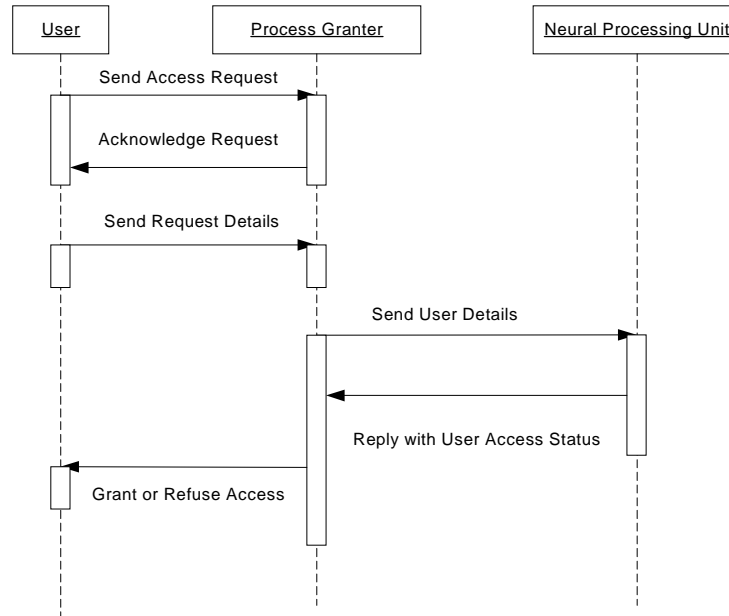 User
Process Granter
Neural Processing Unit
Send Access Request
Acknowledge Request
Send Request Details
Send User Details
Reply with User Access Status
Grant or Refuse Access